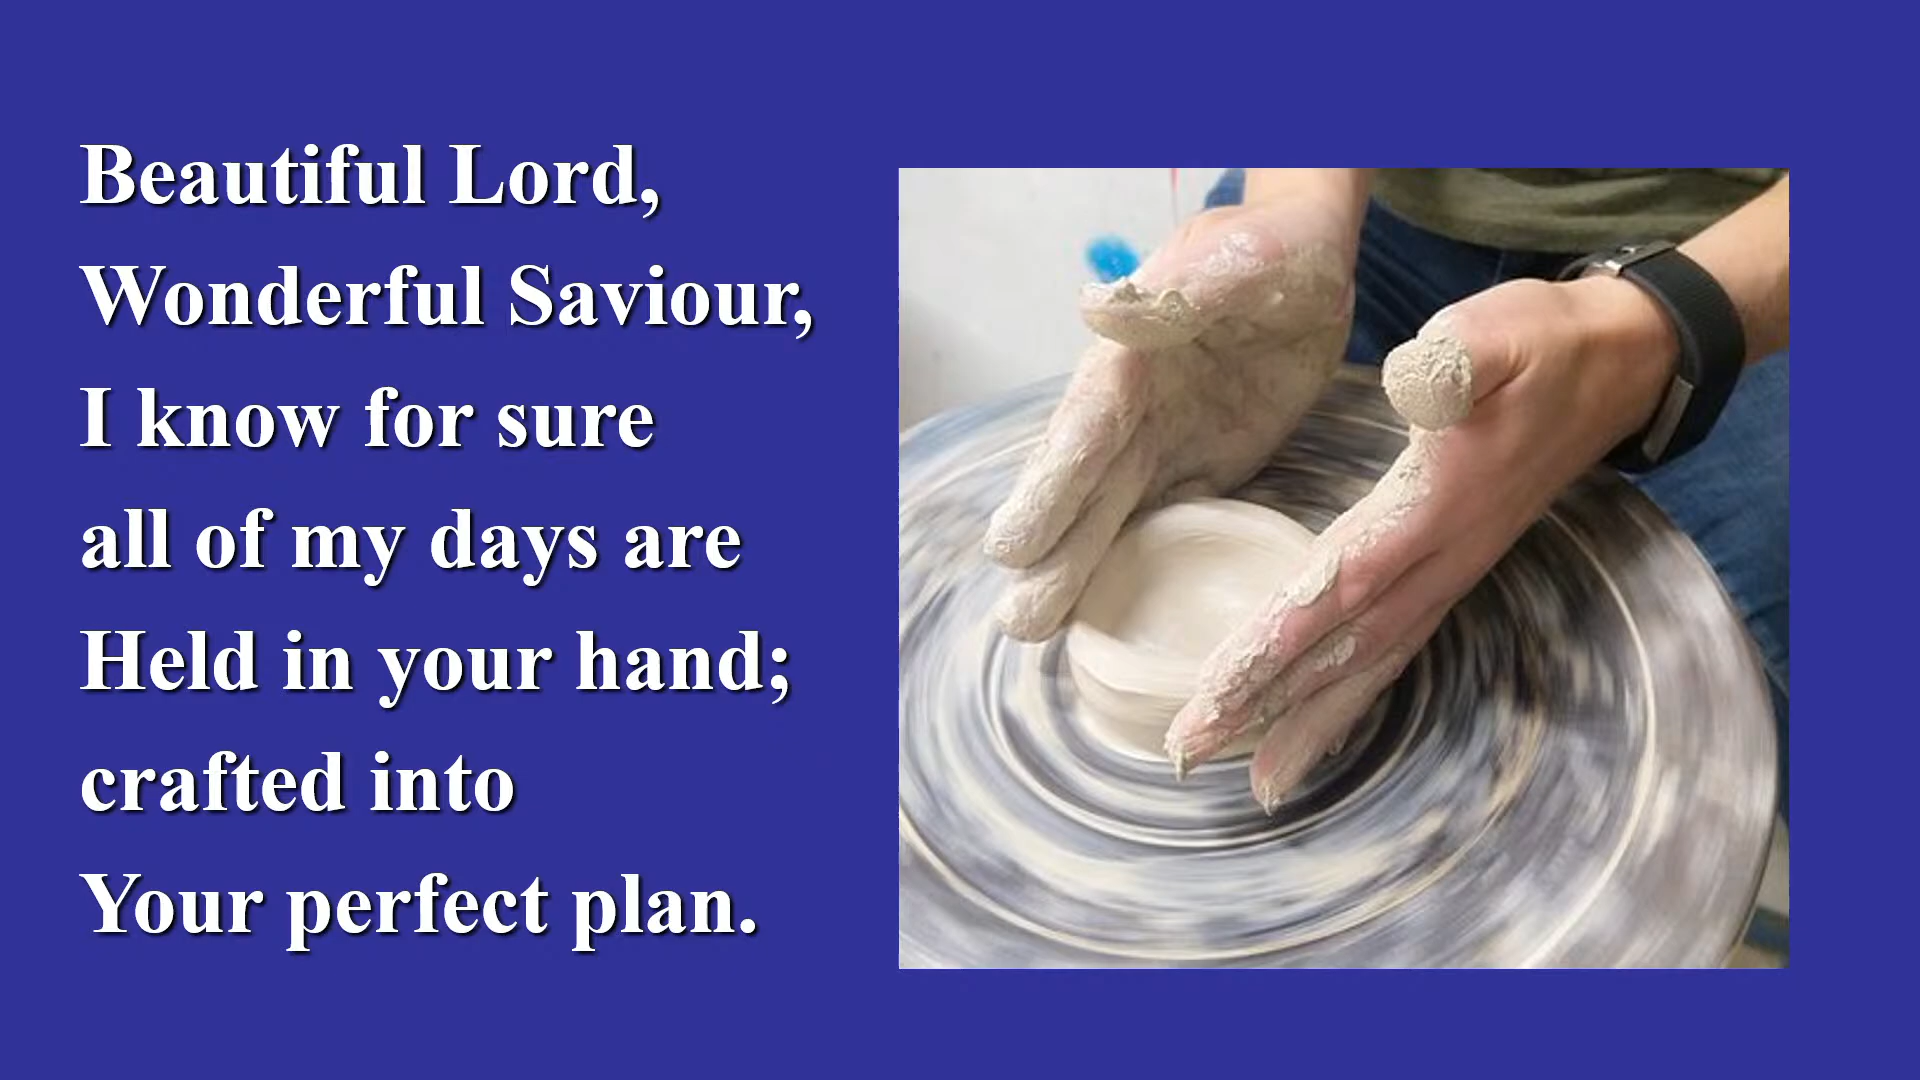 Beautiful Lord,
Wonderful Saviour,
I know for sure
all of my days are
Held in your hand;
crafted into
Your perfect plan.